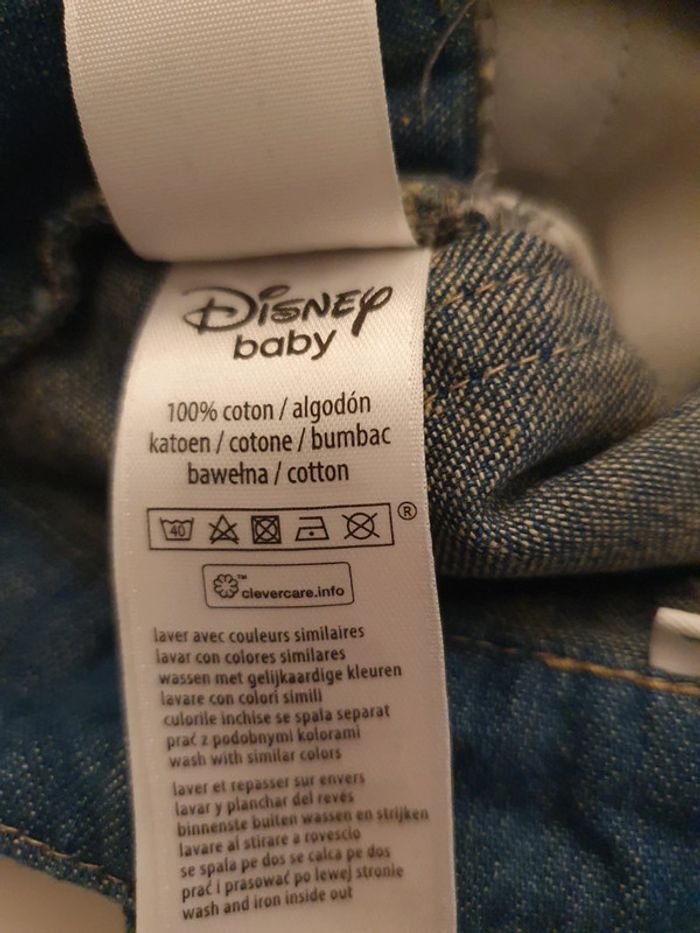 Disney
baby
100% coton / algodón
katoen / cotone / bumbac
bawełna / cotton
40
®
™
clevercare.info
laver avec couleurs similaires
lavar con colores similares
wassen met gelijkaardige kleuren
lavare con colori simili
culorile inchise se spala separat
prać z podobnymi kolorami
wash with similar colors
laver et repasser sur envers
lavar y planchar del revés
binnenste buiten wassen en strijken
lavare al stirare a rovescio
se spala pe dos se calca pe dos
prać i prasować po lewej stronie
wash and iron inside out